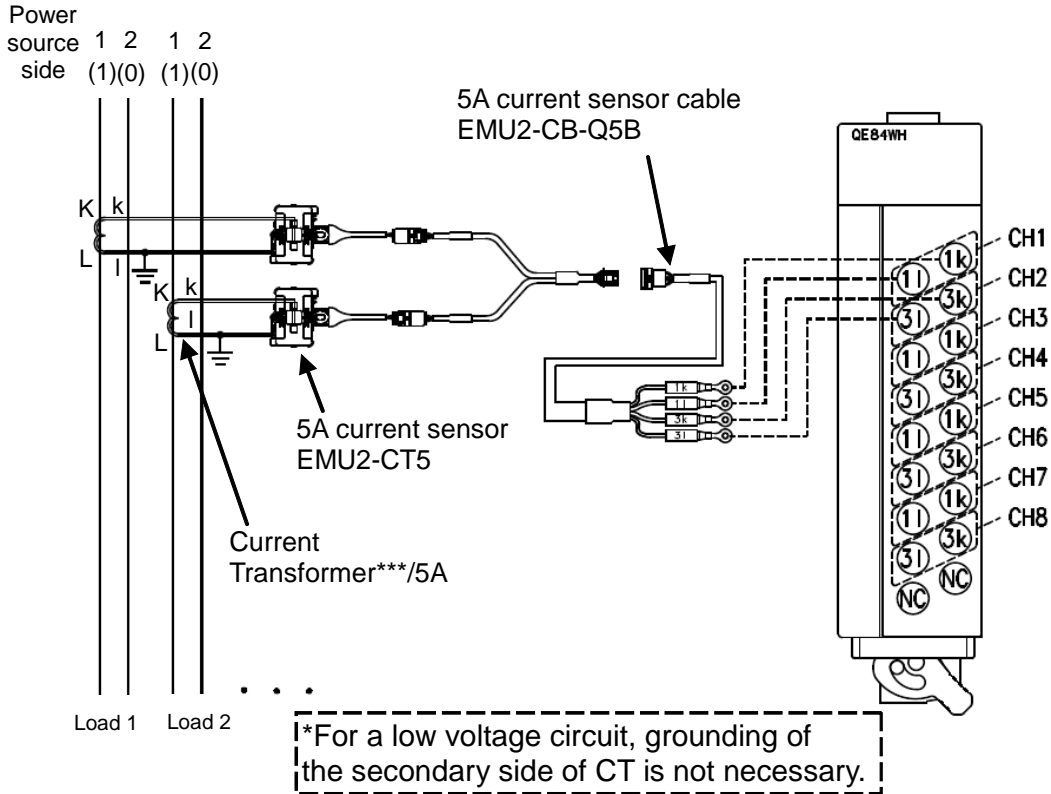 Power
source
side
1 2 1 2
(1)(0) (1)(0)
5A current sensor cable
EMU2-CB-Q5B
QE84WH
K k
L l
K k
L l
5A current sensor
EMU2-CT5
Current
Transformer***/5A
1k
1l
3k
3l
1k
1l
3k
3l
1k
1l
3k
3l
1k
1l
3k
3l
1k
1l
3k
3l
NC
NC
CH1
CH2
CH3
CH4
CH5
CH6
CH7
CH8
Load 1 Load 2
*For a low voltage circuit, grounding of
the secondary side of CT is not necessary.